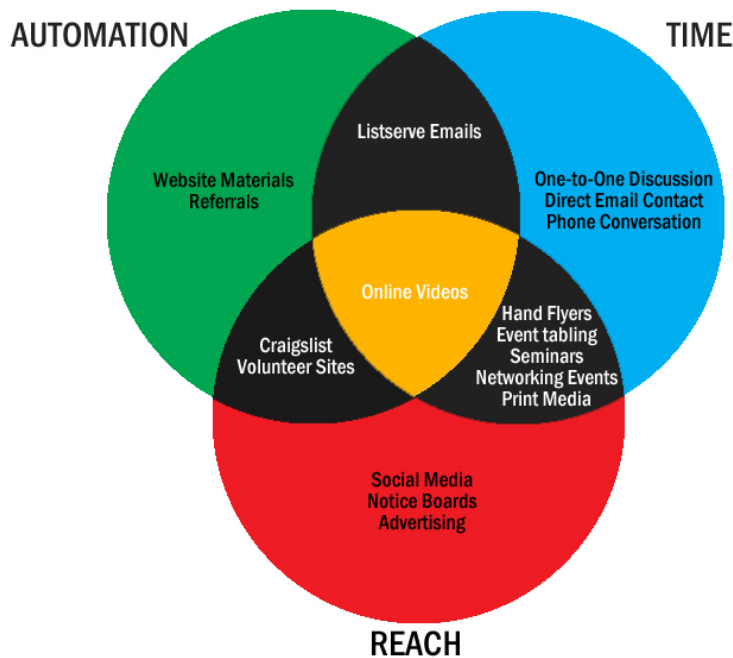 AUTOMATION
TIME
Listserve Emails
Website Materials
Referrals
One-to-One Discussion
Direct Email Contact
Phone Conversation
Online Videos
Hand Flyers
Event tabling
Seminars
Networking Events
Print Media
Craigslist
Volunteer Sites
Social Media
Notice Boards
Advertising
REACH